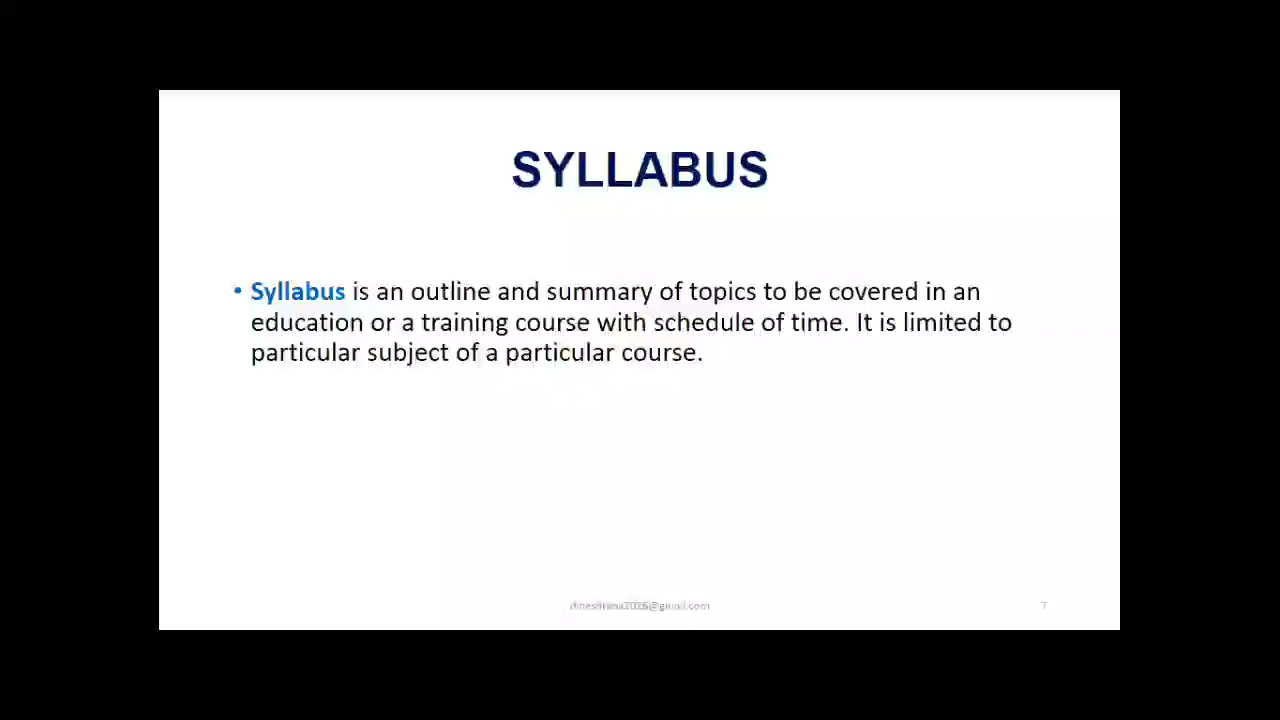 SYLLABUS
• Syllabus is an outline and summary of topics to be covered in an
education or a training course with schedule of time. It is limited to
particular subject of a particular course.
7